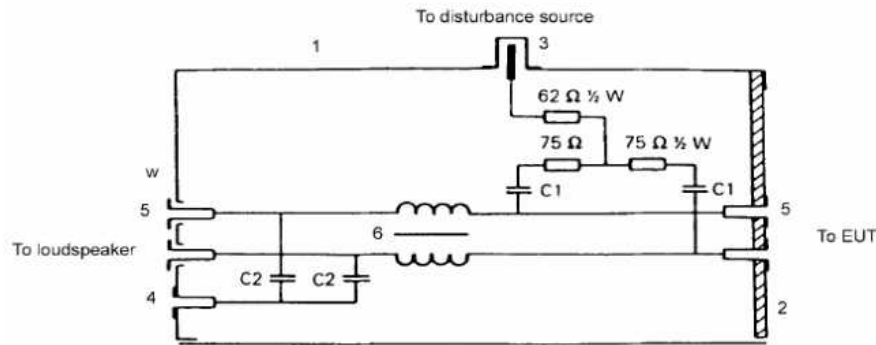 To disturbance source
1
3
62 Ω ½ W
75 Ω
75 Ω ½ W
W
C1
C1
5
5
6
To loudspeaker
To EUT
C2
C2
4
2